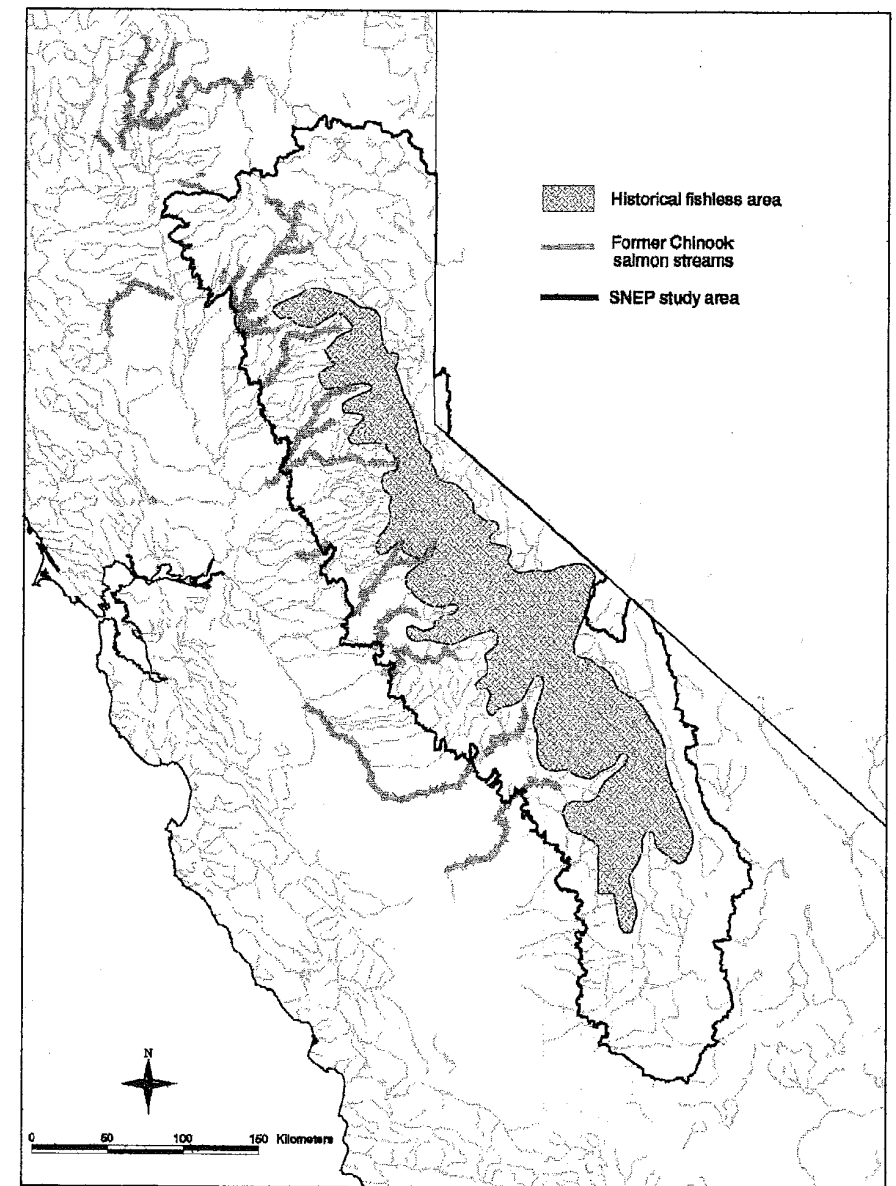 Historical fishless area
Former Chinook
salmon streams
SNEP study area
N
0 50 100 150 Kilometers